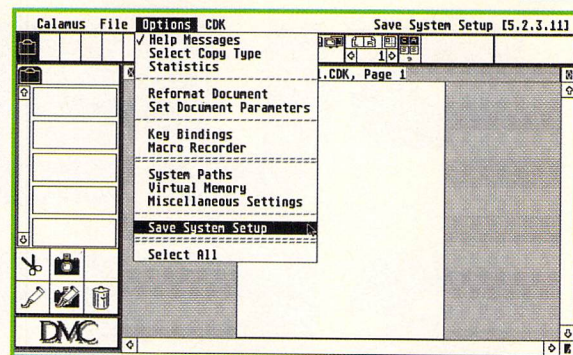 Calamus File Options CDK Save System Setup [5.2.3.11]
✓ Help Messages
Select Copy Type
Statistics
1
.CDK, Page 1
Reformat Document
Set Document Parameters
Key Bindings
Macro Recorder
System Paths
Virtual Memory
Miscellaneous Settings
Save System Setup
Select All
DMC